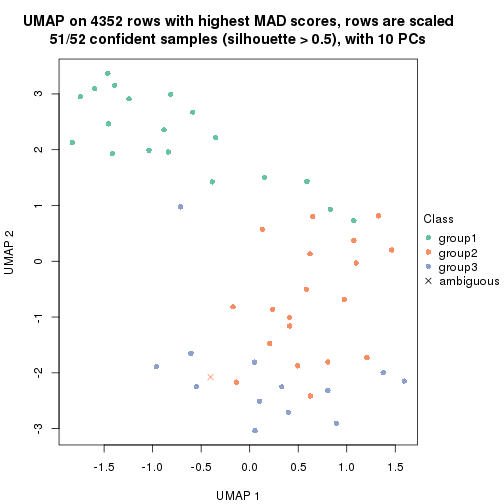 UMAP on 4352 rows with highest MAD scores, rows are scaled
51/52 confident samples (silhouette > 0.5), with 10 PCs
3
2
1
0
-1
-2
-3
UMAP 2
-1.5 -1.0 -0.5 0.0 0.5 1.0 1.5
UMAP 1
Class
group1
group2
group3
ambiguous